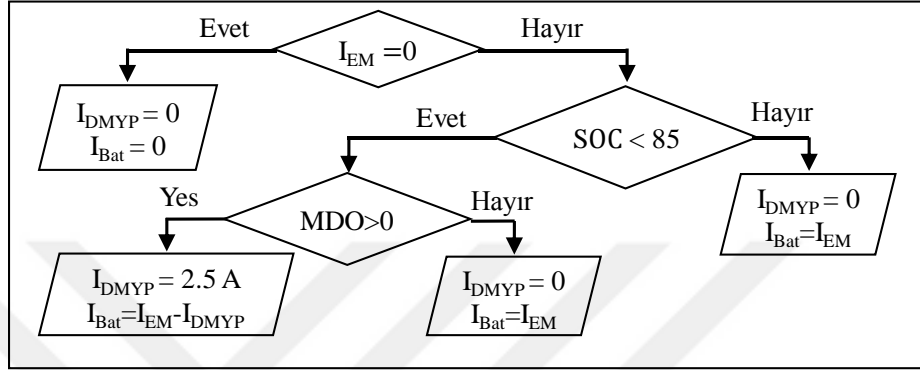 Evet
I_EM =0
Hayır
I_DMYP = 0
I_Bat = 0
Evet
SOC < 85
Hayır
Yes
MDO>0
Hayır
I_DMYP = 0
I_Bat=I_EM
I_DMYP = 2.5 A
I_Bat=I_EM-I_DMYP
I_DMYP = 0
I_Bat=I_EM